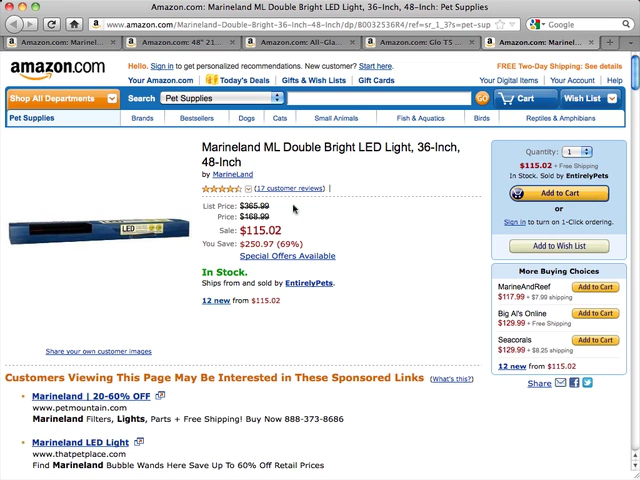 Amazon.com: Marineland ML Double Bright LED Light, 36-Inch, 48-Inch: Pet Supplies
www.amazon.com/Marineland-Double-Bright-36-Inch-48-Inch/dp/B0032536R4/ref=sr_1_3?s=pet-sup
Google
Amazon.com: Marinel... Amazon.com: 48" 21... Amazon.com: All-Gla... Amazon.com: Glo T5 ... Amazon.com: Marinel...
amazon.com
Hello. Sign in to get personalized recommendations. New customer? Start here.
FREE Two-Day Shipping: See details
Your Amazon.com Today's Deals Gifts & Wish Lists Gift Cards
Your Digital Items Your Account Help
Shop All Departments Search Pet Supplies GO Cart Wish List
Pet Supplies Brands Bestsellers Dogs Cats Small Animals Fish & Aquatics Birds Reptiles & Amphibians
Marineland ML Double Bright LED Light, 36-Inch,
48-Inch
by MarineLand
(17 customer reviews)
List Price: $365.99
Price: $168.99
Sale: $115.02
You Save: $250.97 (69%)
Special Offers Available
In Stock.
Ships from and sold by EntirelyPets.
12 new from $115.02
LED
Share your own customer images
Quantity: 1
$115.02 + Free Shipping
In Stock. Sold by EntirelyPets
Add to Cart
or
Sign in to turn on 1-Click ordering.
Add to Wish List
More Buying Choices
MarineAndReef Add to Cart
$117.99 + $7.99 shipping
Big Al's Online Add to Cart
$129.99 + Free Shipping
Seacorals Add to Cart
$129.99 + $8.25 shipping
12 new from $115.02
Share
Customers Viewing This Page May Be Interested in These Sponsored Links (What's this?)
Marineland | 20-60% OFF
www.petmountain.com
Marineland Filters, Lights, Parts + Free Shipping! Buy Now 888-373-8686
Marineland LED Light
www.thatpetplace.com
Find Marineland Bubble Wands Here Save Up To 60% Off Retail Prices